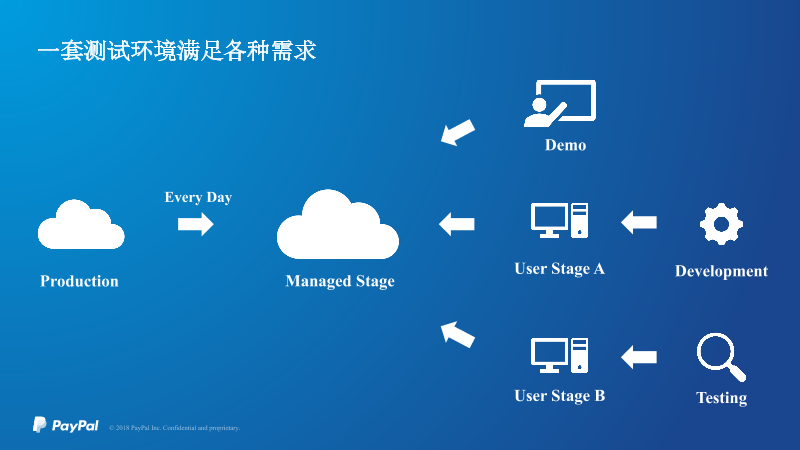 一套测试环境满足各种需求
Demo
Every Day
Production
Managed Stage
User Stage A
Development
User Stage B
Testing
PayPal
© 2018 PayPal Inc. Confidential and proprietary.